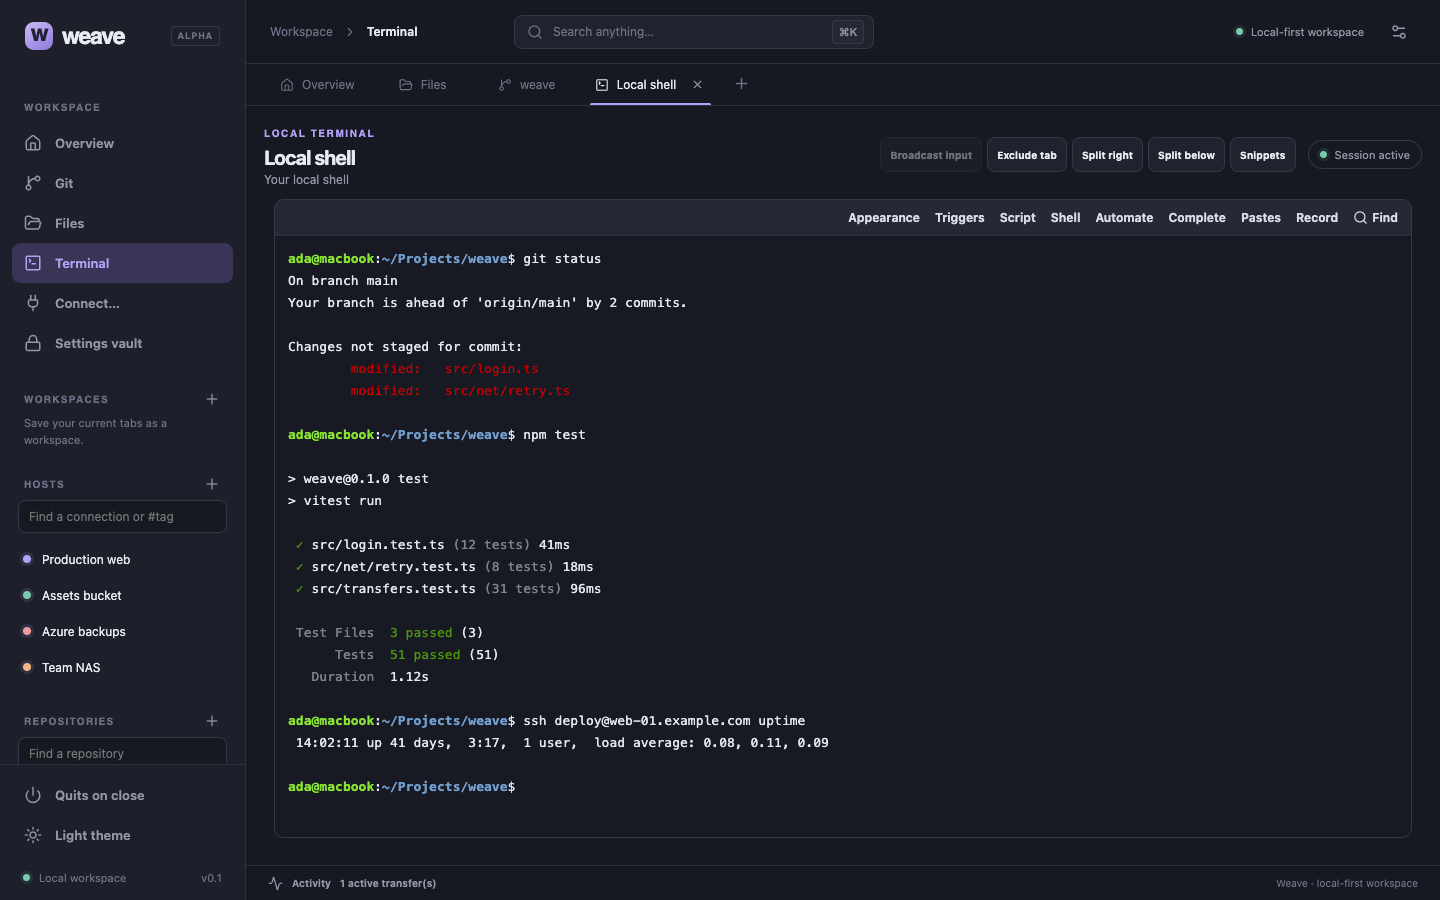 W weave ALPHA
Workspace > Terminal
Search anything... ⌘K
Local-first workspace
Overview
Files
weave
Local shell
WORKSPACE
Overview
Git
Files
Terminal
Connect...
Settings vault
WORKSPACES
Save your current tabs as a
workspace.
HOSTS
Find a connection or #tag
Production web
Assets bucket
Azure backups
Team NAS
REPOSITORIES
Find a repository
Quits on close
Light theme
Local workspace v0.1
LOCAL TERMINAL
Local shell
Your local shell
Broadcast input
Exclude tab
Split right
Split below
Snippets
Session active
Appearance Triggers Script Shell Automate Complete Pastes Record Find
ada@macbook:~/Projects/weave$ git status
On branch main
Your branch is ahead of 'origin/main' by 2 commits.
Changes not staged for commit:
modified: src/login.ts
modified: src/net/retry.ts
ada@macbook:~/Projects/weave$ npm test
> weave@0.1.0 test
> vitest run
✓ src/login.test.ts (12 tests) 41ms
✓ src/net/retry.test.ts (8 tests) 18ms
✓ src/transfers.test.ts (31 tests) 96ms
Test Files 3 passed (3)
Tests 51 passed (51)
Duration 1.12s
ada@macbook:~/Projects/weave$ ssh deploy@web-01.example.com uptime
14:02:11 up 41 days, 3:17, 1 user, load average: 0.08, 0.11, 0.09
ada@macbook:~/Projects/weave$
Activity 1 active transfer(s)
Weave · local-first workspace